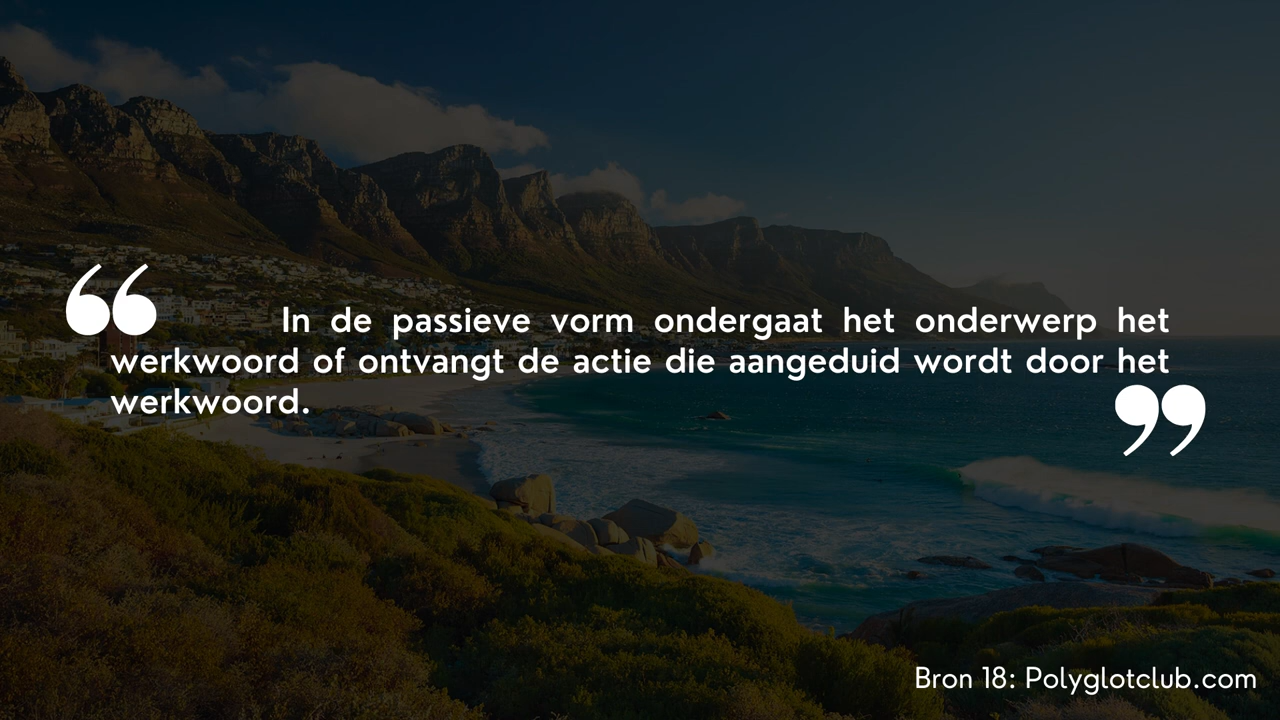 “ In de passieve vorm ondergaat het onderwerp het
werkwoord of ontvangt de actie die aangeduid wordt door het
werkwoord. ”
Bron 18: Polyglotclub.com